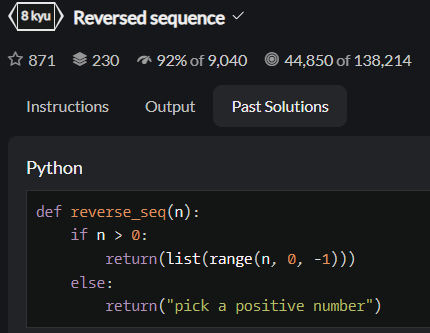 8 kyu Reversed sequence
871 230 92% of 9,040 44,850 of 138,214
Instructions Output Past Solutions
Python
def reverse_seq(n):
    if n > 0:
        return(list(range(n, 0, -1)))
    else:
        return("pick a positive number")